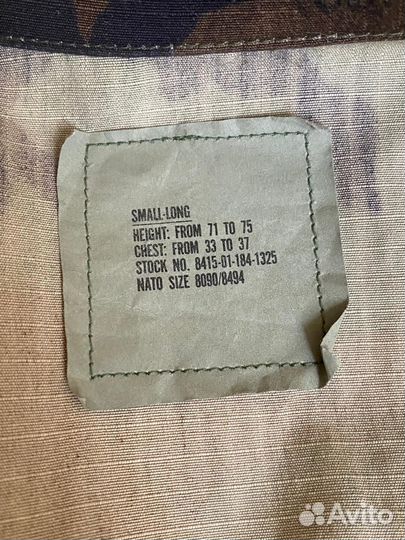 SMALL-LONG
HEIGHT: FROM 71 TO 75
CHEST: FROM 33 TO 37
STOCK NO. 8415-01-184-1325
NATO SIZE 8090/8494
Avito